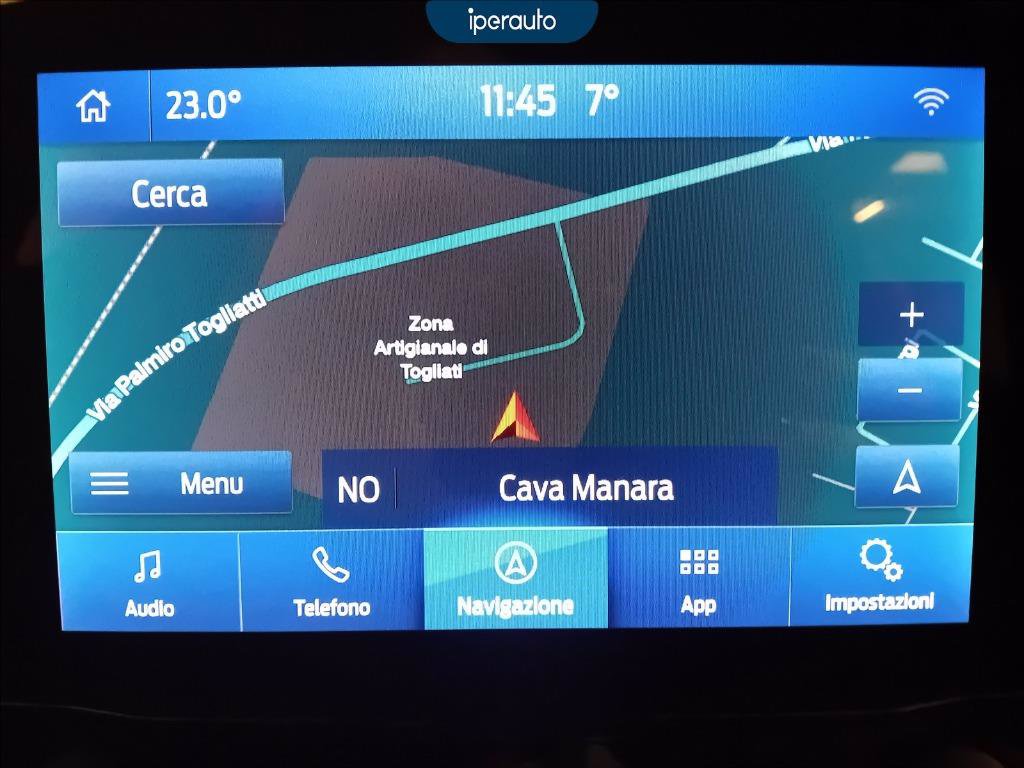 iperauto
23.0°
11:45
7°
Cerca
Via Palmiro Togliatti
Zona
Artigianale di
Togliati
+
−
Menu
NO
Cava Manara
Audio
Telefono
Navigazione
App
Impostazioni